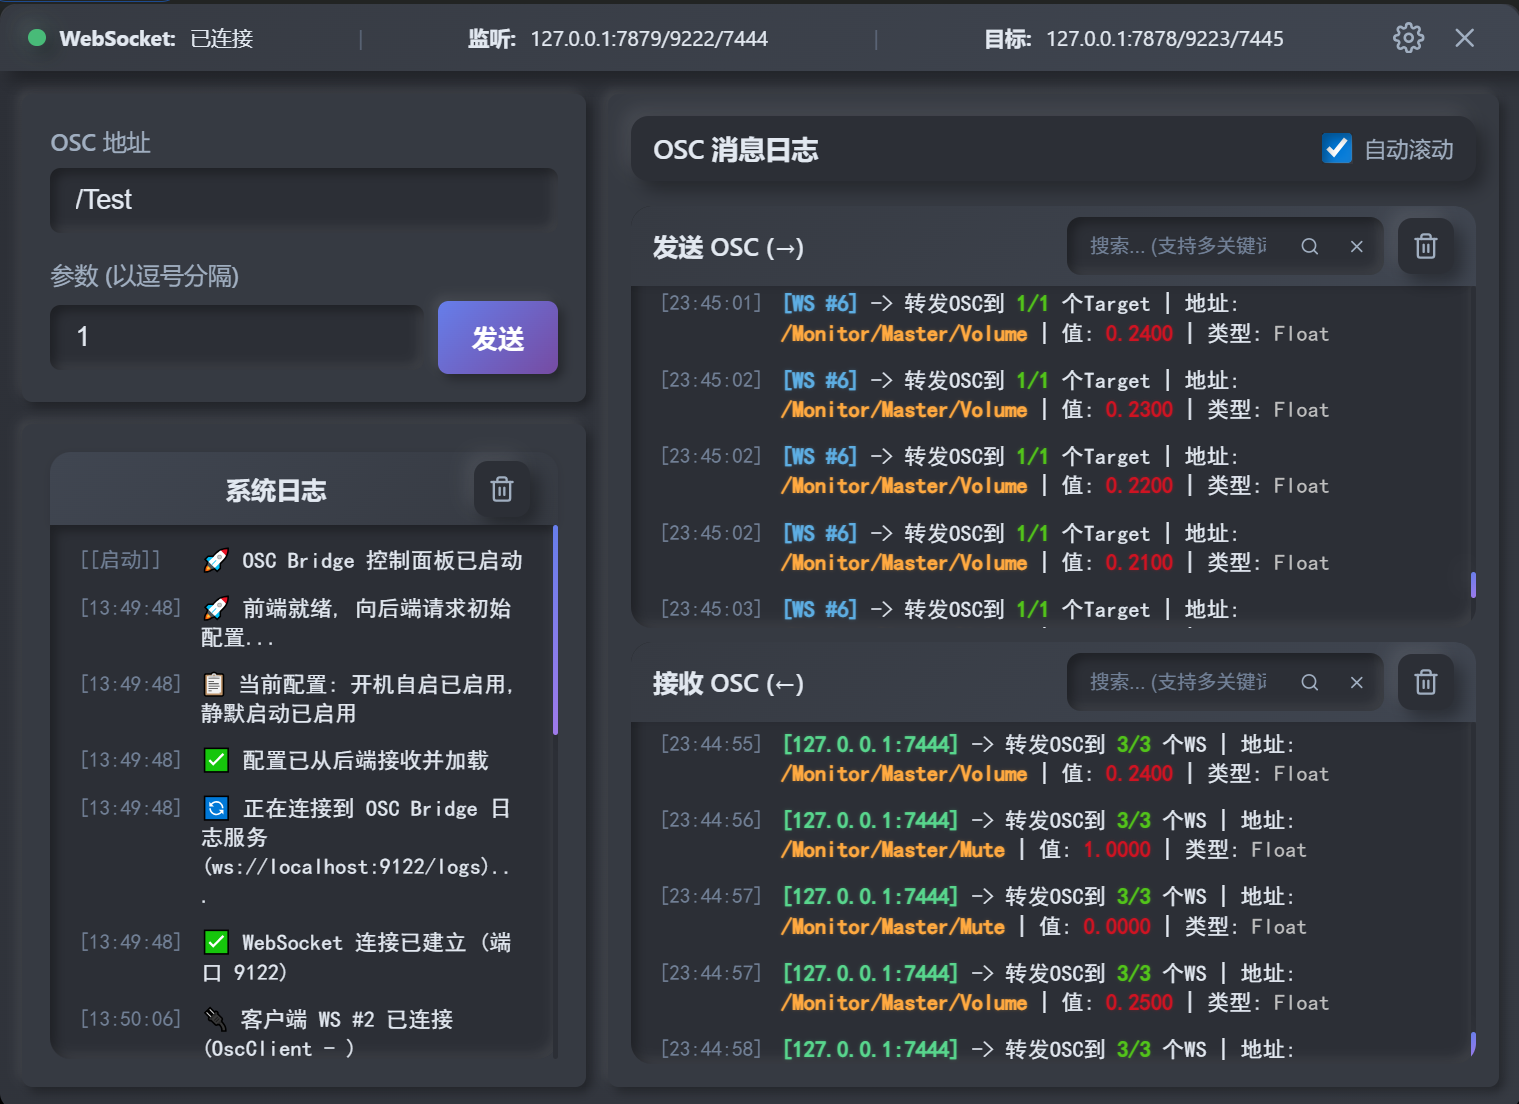 WebSocket: 已连接 | 监听: 127.0.0.1:7879/9222/7444 | 目标: 127.0.0.1:7878/9223/7445
OSC 地址
/Test
参数 (以逗号分隔)
1
发送
系统日志
[[启动]] 🚀 OSC Bridge 控制面板已启动
[13:49:48] 🚀 前端就绪, 向后端请求初始
配置...
[13:49:48] 📋 当前配置: 开机自启已启用,
静默启动已启用
[13:49:48] ✅ 配置已从后端接收并加载
[13:49:48] 🔄 正在连接到 OSC Bridge 日
志服务
(ws://localhost:9122/logs)..
.
[13:49:48] ✅ WebSocket 连接已建立 (端
口 9122)
[13:50:06] 🔌 客户端 WS #2 已连接
(OscClient - )
OSC 消息日志
自动滚动
发送 OSC (→)
搜索... (支持多关键
[23:45:01] [WS #6] -> 转发OSC到 1/1 个Target | 地址:
/Monitor/Master/Volume | 值: 0.2400 | 类型: Float
[23:45:02] [WS #6] -> 转发OSC到 1/1 个Target | 地址:
/Monitor/Master/Volume | 值: 0.2300 | 类型: Float
[23:45:02] [WS #6] -> 转发OSC到 1/1 个Target | 地址:
/Monitor/Master/Volume | 值: 0.2200 | 类型: Float
[23:45:02] [WS #6] -> 转发OSC到 1/1 个Target | 地址:
/Monitor/Master/Volume | 值: 0.2100 | 类型: Float
[23:45:03] [WS #6] -> 转发OSC到 1/1 个Target | 地址:
接收 OSC (←)
搜索... (支持多关键
[23:44:55] [127.0.0.1:7444] -> 转发OSC到 3/3 个WS | 地址:
/Monitor/Master/Volume | 值: 0.2400 | 类型: Float
[23:44:56] [127.0.0.1:7444] -> 转发OSC到 3/3 个WS | 地址:
/Monitor/Master/Mute | 值: 1.0000 | 类型: Float
[23:44:57] [127.0.0.1:7444] -> 转发OSC到 3/3 个WS | 地址:
/Monitor/Master/Mute | 值: 0.0000 | 类型: Float
[23:44:57] [127.0.0.1:7444] -> 转发OSC到 3/3 个WS | 地址:
/Monitor/Master/Volume | 值: 0.2500 | 类型: Float
[23:44:58] [127.0.0.1:7444] -> 转发OSC到 3/3 个WS | 地址: